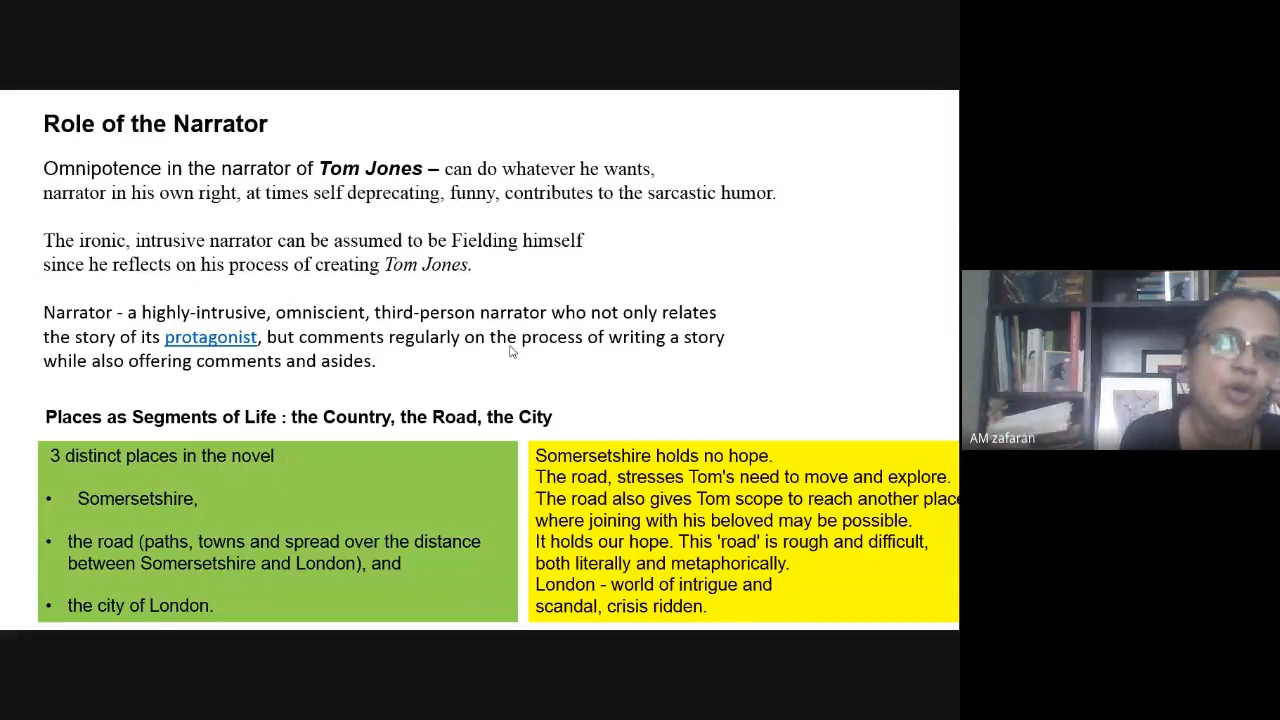 Role of the Narrator
Omnipotence in the narrator of Tom Jones – can do whatever he wants,
narrator in his own right, at times self deprecating, funny, contributes to the sarcastic humor.
The ironic, intrusive narrator can be assumed to be Fielding himself
since he reflects on his process of creating Tom Jones.
Narrator - a highly-intrusive, omniscient, third-person narrator who not only relates
the story of its protagonist, but comments regularly on the process of writing a story
while also offering comments and asides.
Places as Segments of Life : the Country, the Road, the City
3 distinct places in the novel
• Somersetshire,
• the road (paths, towns and spread over the distance
between Somersetshire and London), and
• the city of London.
Somersetshire holds no hope.
The road, stresses Tom's need to move and explore.
The road also gives Tom scope to reach another place
where joining with his beloved may be possible.
It holds our hope. This 'road' is rough and difficult,
both literally and metaphorically.
London - world of intrigue and
scandal, crisis ridden.
AM zafaran